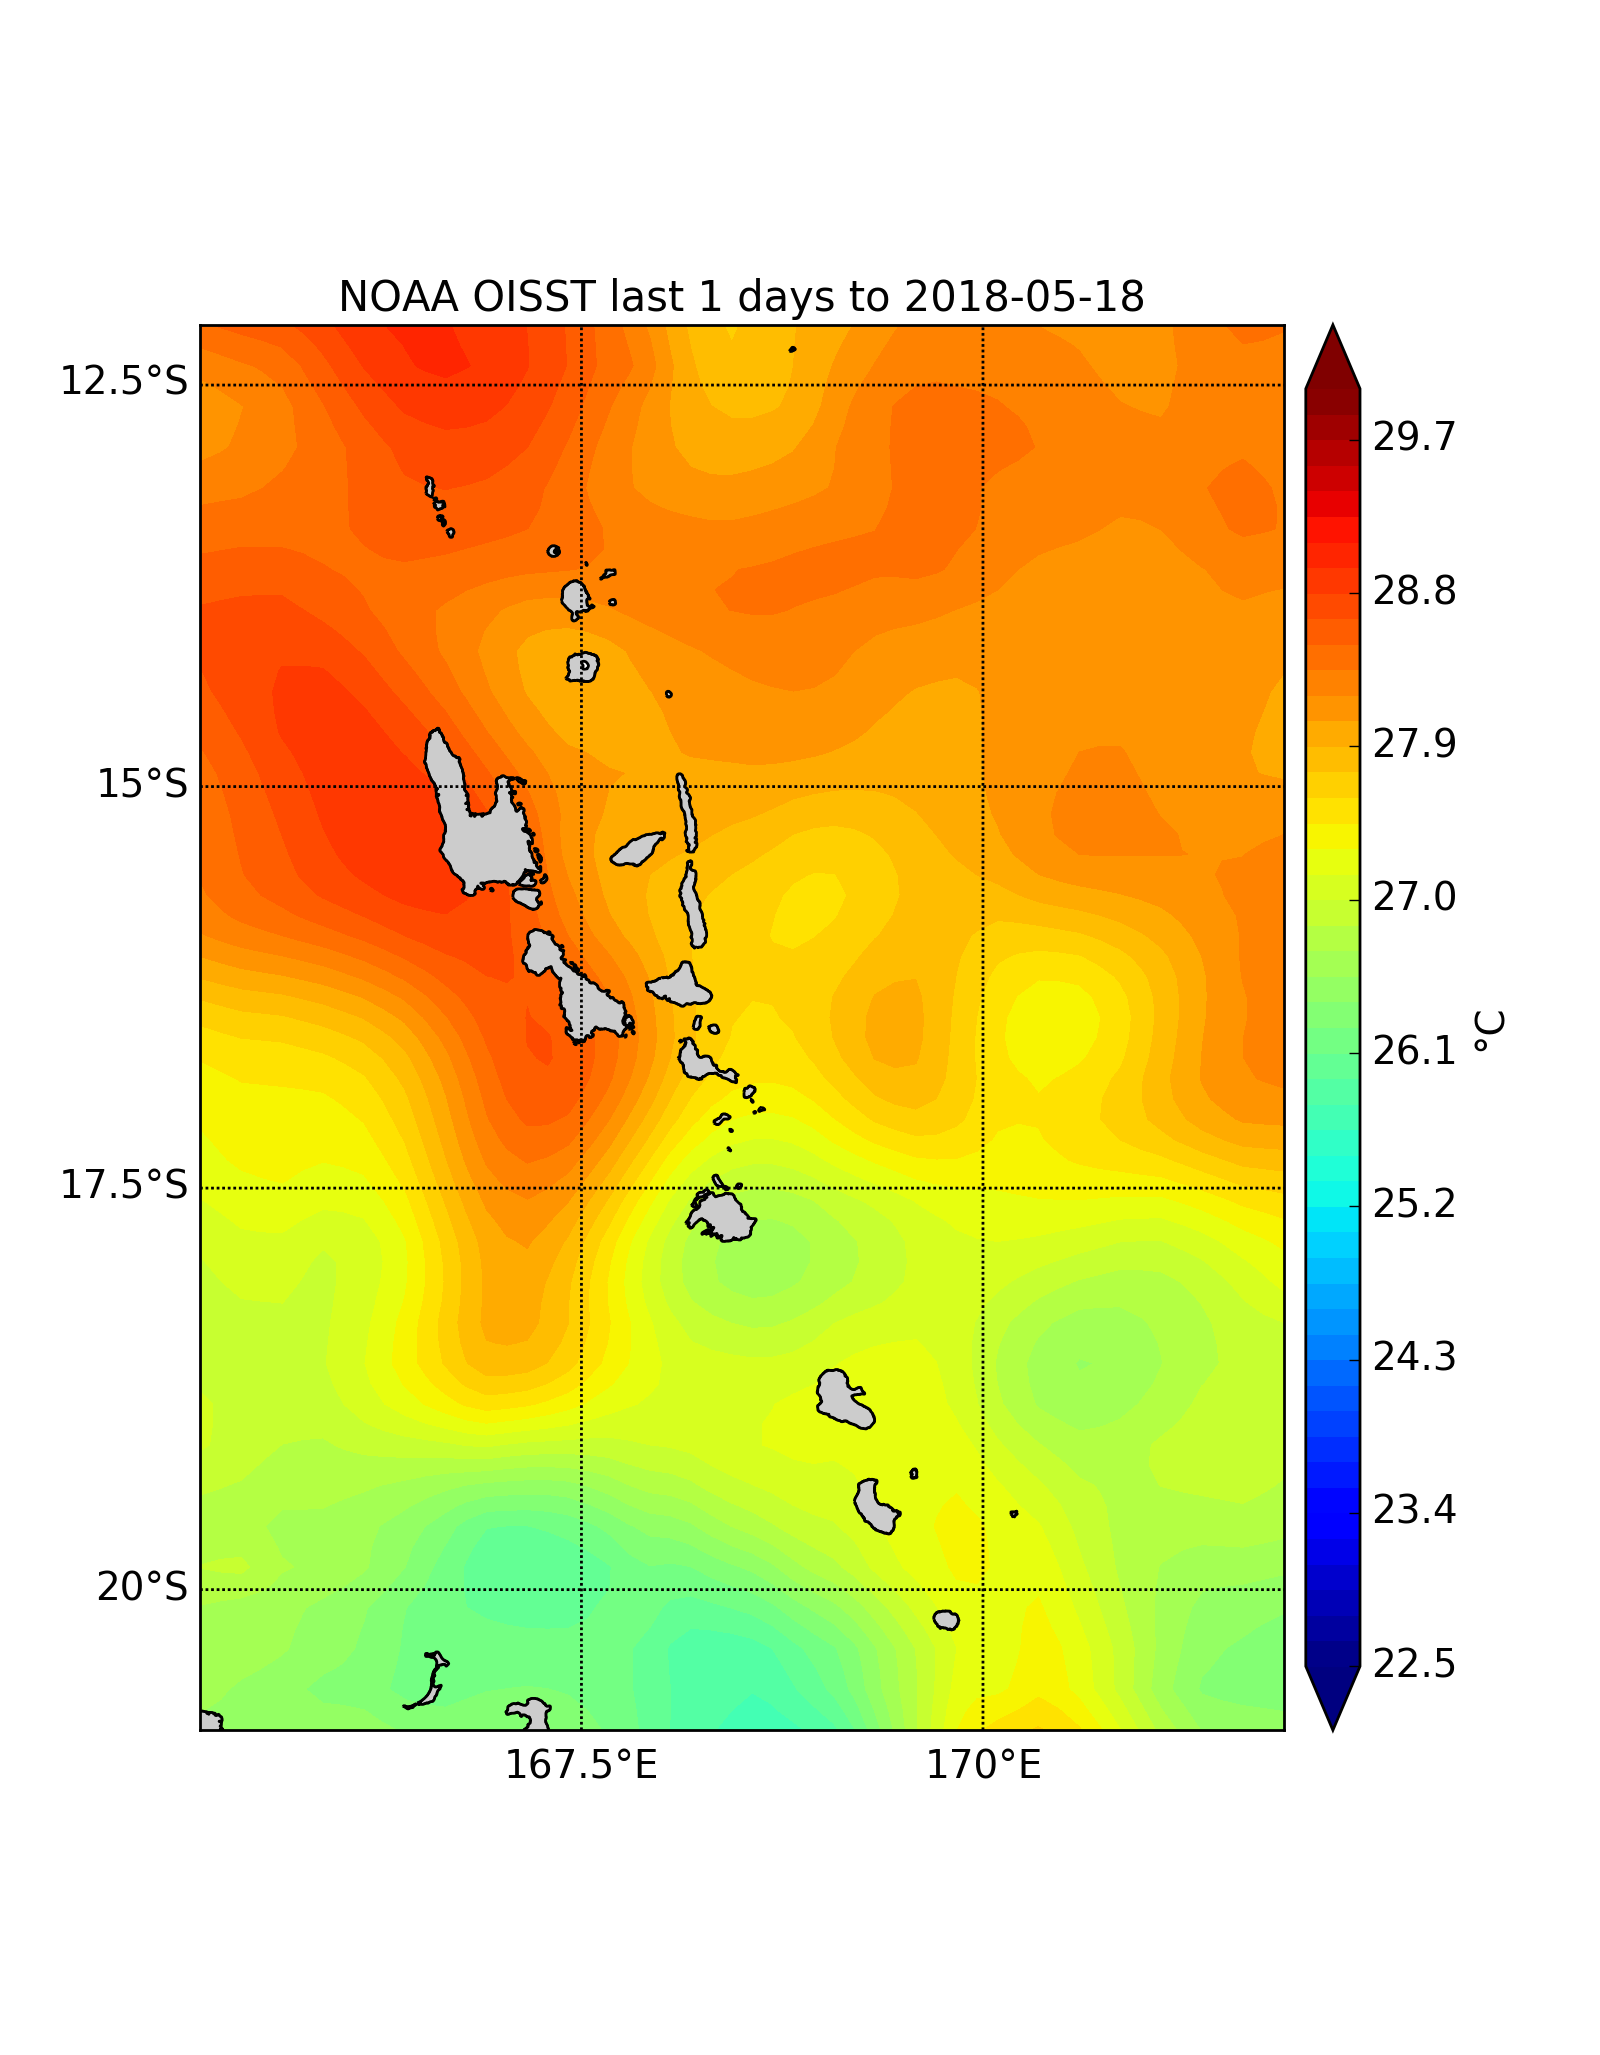 NOAA OISST last 1 days to 2018-05-18
12.5°S
15°S
17.5°S
20°S
167.5°E
170°E
29.7
28.8
27.9
27.0
26.1
25.2
24.3
23.4
22.5
°C